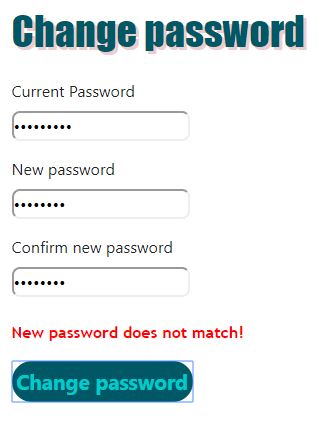 Change password
Current Password
•••••••••
New password
••••••••
Confirm new password
••••••••
New password does not match!
Change password